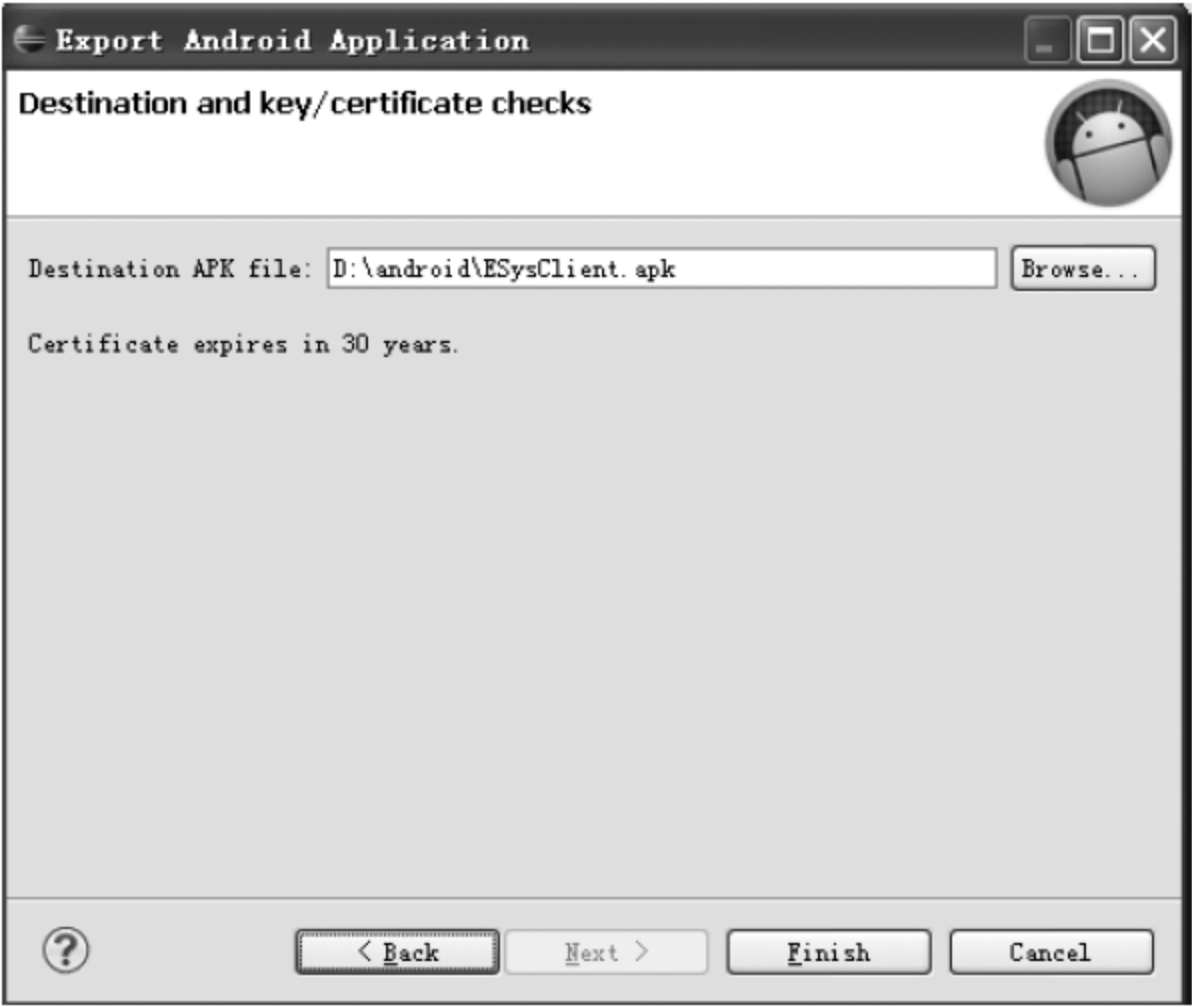 Export Android Application
Destination and key/certificate checks
Destination APK file: D:\android\ESysClient.apk Browse...
Certificate expires in 30 years.
? < Back Next > Finish Cancel